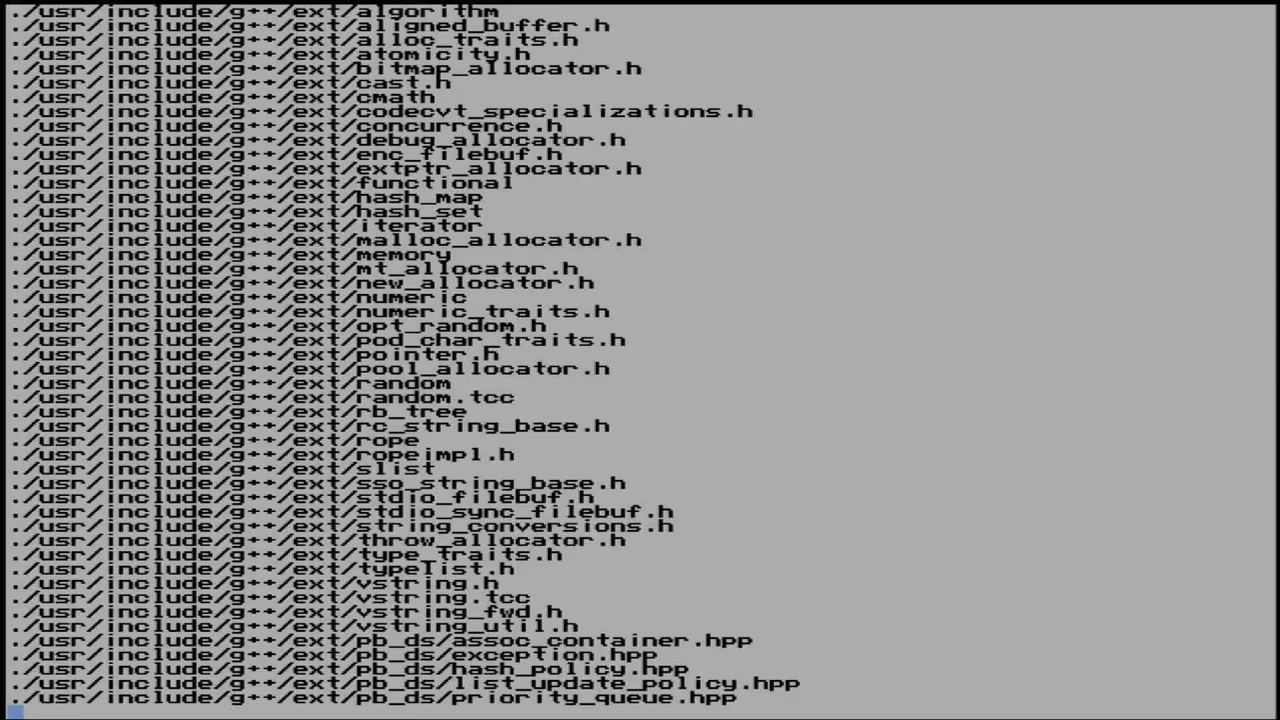 ./usr/include/g++/ext/algorithm
./usr/include/g++/ext/aligned_buffer.h
./usr/include/g++/ext/alloc_traits.h
./usr/include/g++/ext/atomicity.h
./usr/include/g++/ext/bitmap_allocator.h
./usr/include/g++/ext/cast.h
./usr/include/g++/ext/cmath
./usr/include/g++/ext/codecvt_specializations.h
./usr/include/g++/ext/concurrence.h
./usr/include/g++/ext/debug_allocator.h
./usr/include/g++/ext/enc_filebuf.h
./usr/include/g++/ext/extptr_allocator.h
./usr/include/g++/ext/functional
./usr/include/g++/ext/hash_map
./usr/include/g++/ext/hash_set
./usr/include/g++/ext/iterator
./usr/include/g++/ext/malloc_allocator.h
./usr/include/g++/ext/memory
./usr/include/g++/ext/mt_allocator.h
./usr/include/g++/ext/new_allocator.h
./usr/include/g++/ext/numeric
./usr/include/g++/ext/numeric_traits.h
./usr/include/g++/ext/opt_random.h
./usr/include/g++/ext/pod_char_traits.h
./usr/include/g++/ext/pointer.h
./usr/include/g++/ext/pool_allocator.h
./usr/include/g++/ext/random
./usr/include/g++/ext/random.tcc
./usr/include/g++/ext/rb_tree
./usr/include/g++/ext/rc_string_base.h
./usr/include/g++/ext/rope
./usr/include/g++/ext/ropeimpl.h
./usr/include/g++/ext/slist
./usr/include/g++/ext/sso_string_base.h
./usr/include/g++/ext/stdio_filebuf.h
./usr/include/g++/ext/stdio_sync_filebuf.h
./usr/include/g++/ext/string_conversions.h
./usr/include/g++/ext/throw_allocator.h
./usr/include/g++/ext/type_traits.h
./usr/include/g++/ext/typelist.h
./usr/include/g++/ext/vstring.h
./usr/include/g++/ext/vstring.tcc
./usr/include/g++/ext/vstring_fwd.h
./usr/include/g++/ext/vstring_util.h
./usr/include/g++/ext/pb_ds/assoc_container.hpp
./usr/include/g++/ext/pb_ds/exception.hpp
./usr/include/g++/ext/pb_ds/hash_policy.hpp
./usr/include/g++/ext/pb_ds/list_update_policy.hpp
./usr/include/g++/ext/pb_ds/priority_queue.hpp